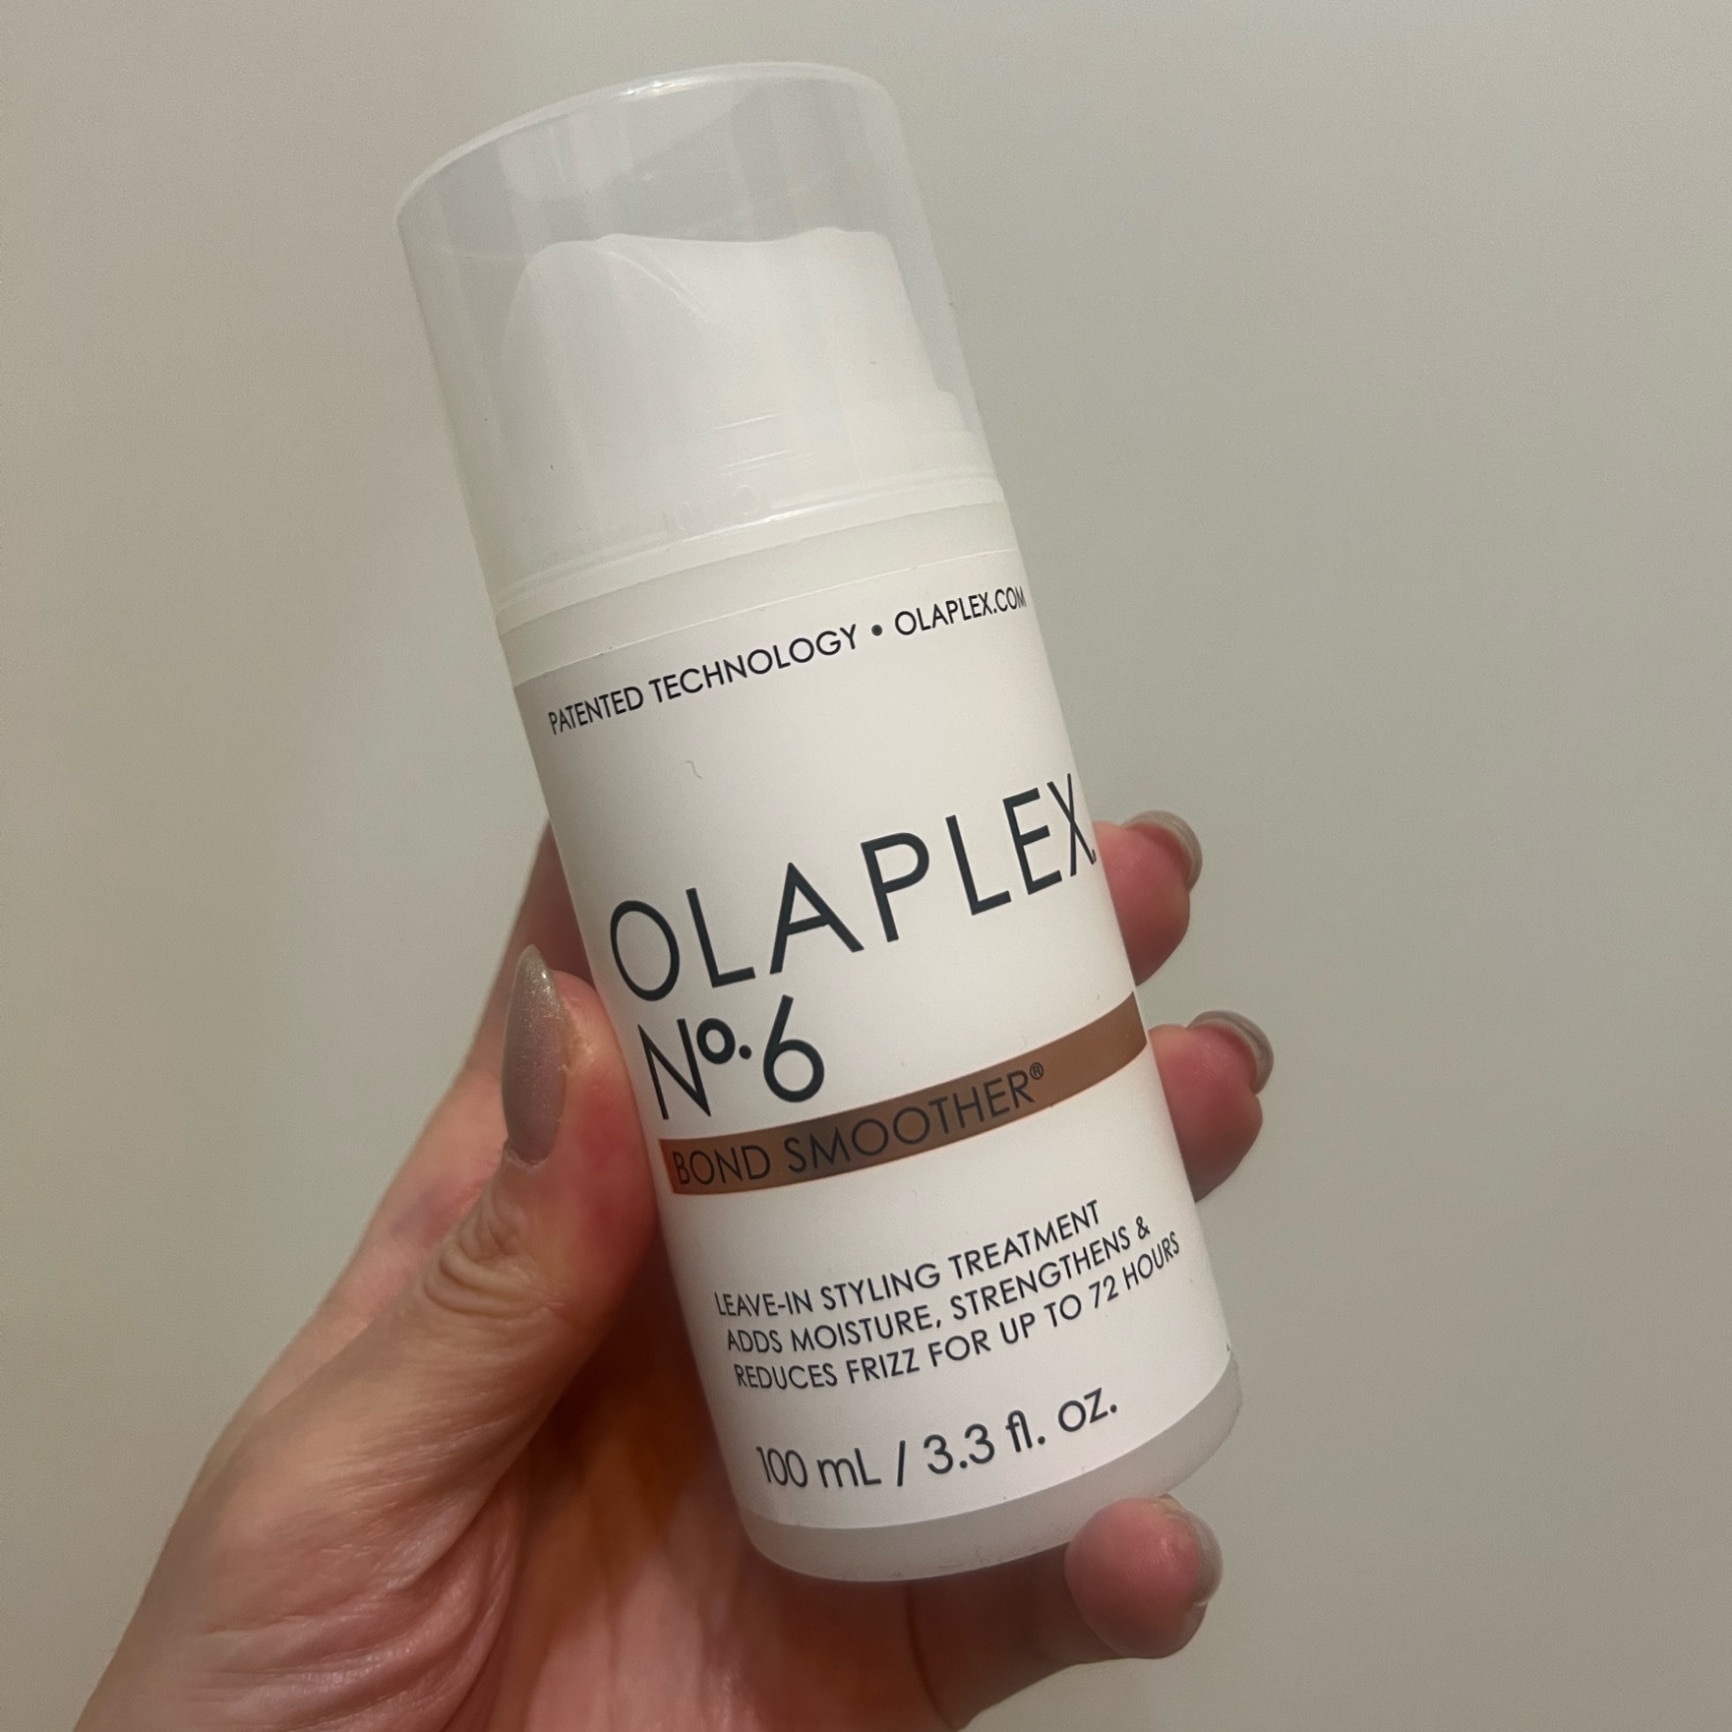 PATENTED TECHNOLOGY • OLAPLEX.COM
OLAPLEX
Nº.6
BOND SMOOTHER®
LEAVE-IN STYLING TREATMENT
ADDS MOISTURE, STRENGTHENS &
REDUCES FRIZZ FOR UP TO 72 HOURS
100 mL / 3.3 fl. oz.